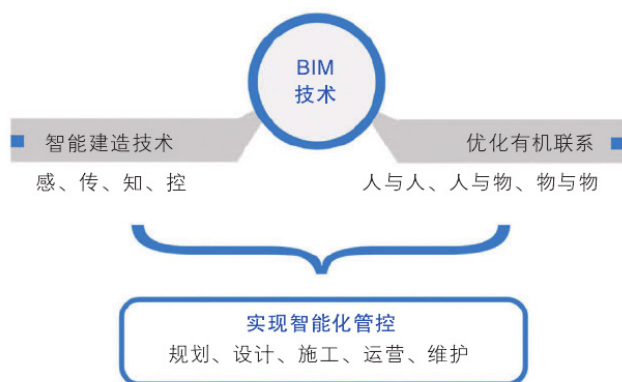 BIM
技术
智能建造技术
优化有机联系
感、传、知、控
人与人、人与物、物与物
实现智能化管控
规划、设计、施工、运营、维护